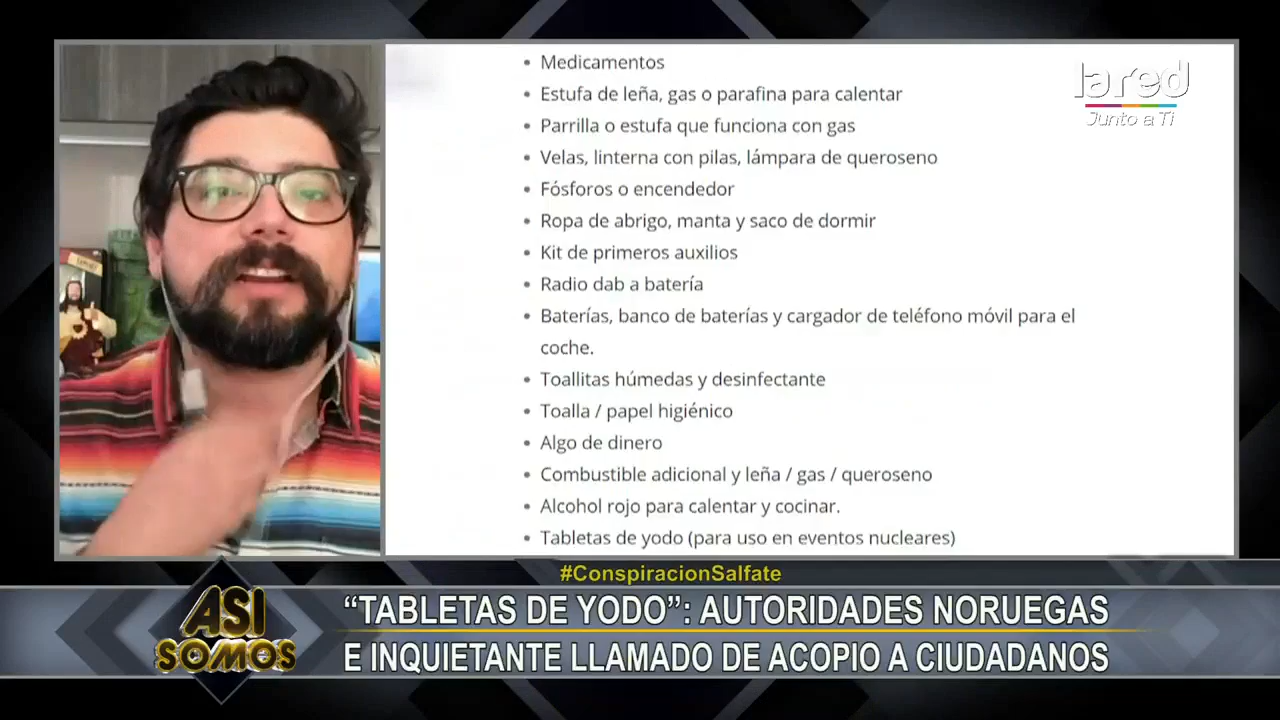 Medicamentos
Estufa de leña, gas o parafina para calentar
Parrilla o estufa que funciona con gas
Velas, linterna con pilas, lámpara de queroseno
Fósforos o encendedor
Ropa de abrigo, manta y saco de dormir
Kit de primeros auxilios
Radio dab a batería
Baterías, banco de baterías y cargador de teléfono móvil para el
coche.
Toallitas húmedas y desinfectante
Toalla / papel higiénico
Algo de dinero
Combustible adicional y leña / gas / queroseno
Alcohol rojo para calentar y cocinar.
Tabletas de yodo (para uso en eventos nucleares)
lared
Junto a Ti
#ConspiracionSalfate
ASI
SOMOS
“TABLETAS DE YODO”: AUTORIDADES NORUEGAS
E INQUIETANTE LLAMADO DE ACOPIO A CIUDADANOS